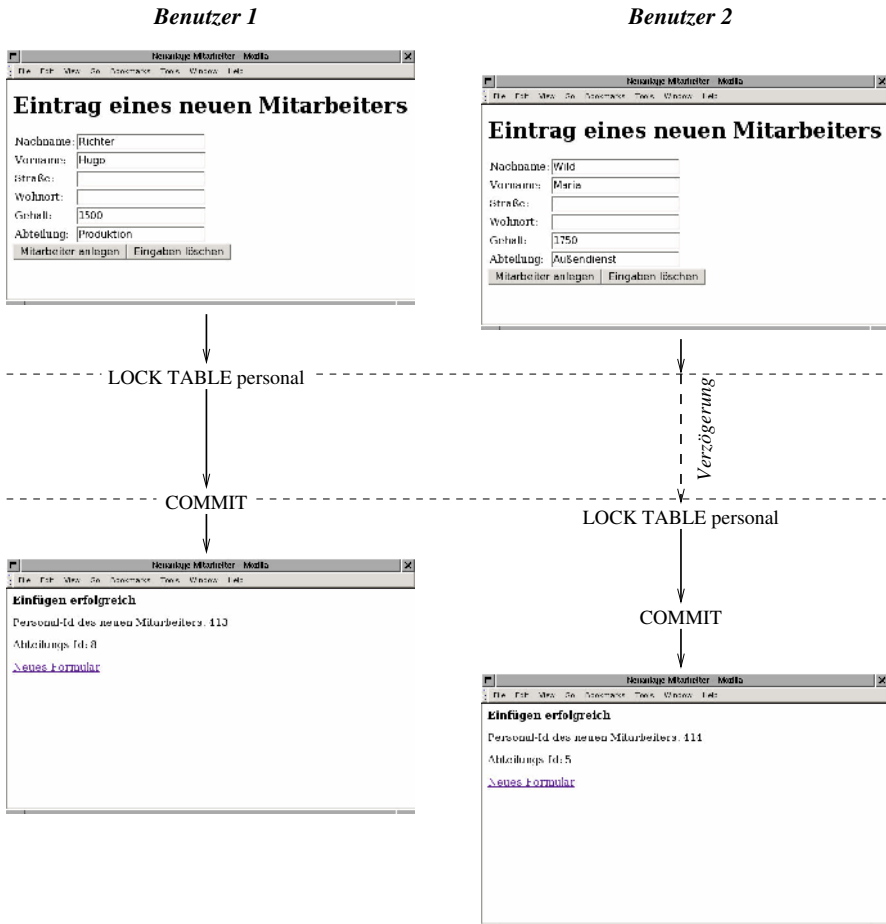 Benutzer 1
Benutzer 2
Neuanlage Mitarbeiter - Mozilla
File Edit View Go Bookmarks Tools Window Help
Eintrag eines neuen Mitarbeiters
Nachname: Richter
Vorname: Hugo
Straße:
Wohnort:
Gehalt: 1500
Abteilung: Produktion
Mitarbeiter anlegen Eingaben löschen
Neuanlage Mitarbeiter - Mozilla
File Edit View Go Bookmarks Tools Window Help
Eintrag eines neuen Mitarbeiters
Nachname: Wild
Vorname: Maria
Straße:
Wohnort:
Gehalt: 1750
Abteilung: Außendienst
Mitarbeiter anlegen Eingaben löschen
LOCK TABLE personal
Verzögerung
COMMIT
LOCK TABLE personal
Neuanlage Mitarbeiter - Mozilla
File Edit View Go Bookmarks Tools Window Help
Einfügen erfolgreich
Personal-Id des neuen Mitarbeiters: 413
Abteilungs-Id: 8
Neues Formular
COMMIT
Neuanlage Mitarbeiter - Mozilla
File Edit View Go Bookmarks Tools Window Help
Einfügen erfolgreich
Personal-Id des neuen Mitarbeiters: 414
Abteilungs-Id: 5
Neues Formular